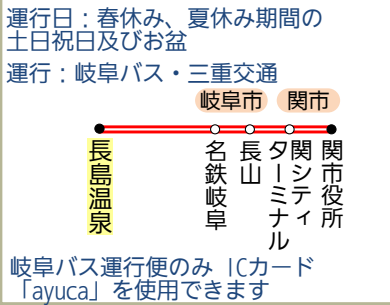 運行日：春休み、夏休み期間の
土日祝日及びお盆
運行：岐阜バス・三重交通
岐阜市 関市
長島温泉
名鉄岐阜
長山
関シティ
ターミナル
関市役所
岐阜バス運行便のみ ICカード
「ayuca」を使用できます